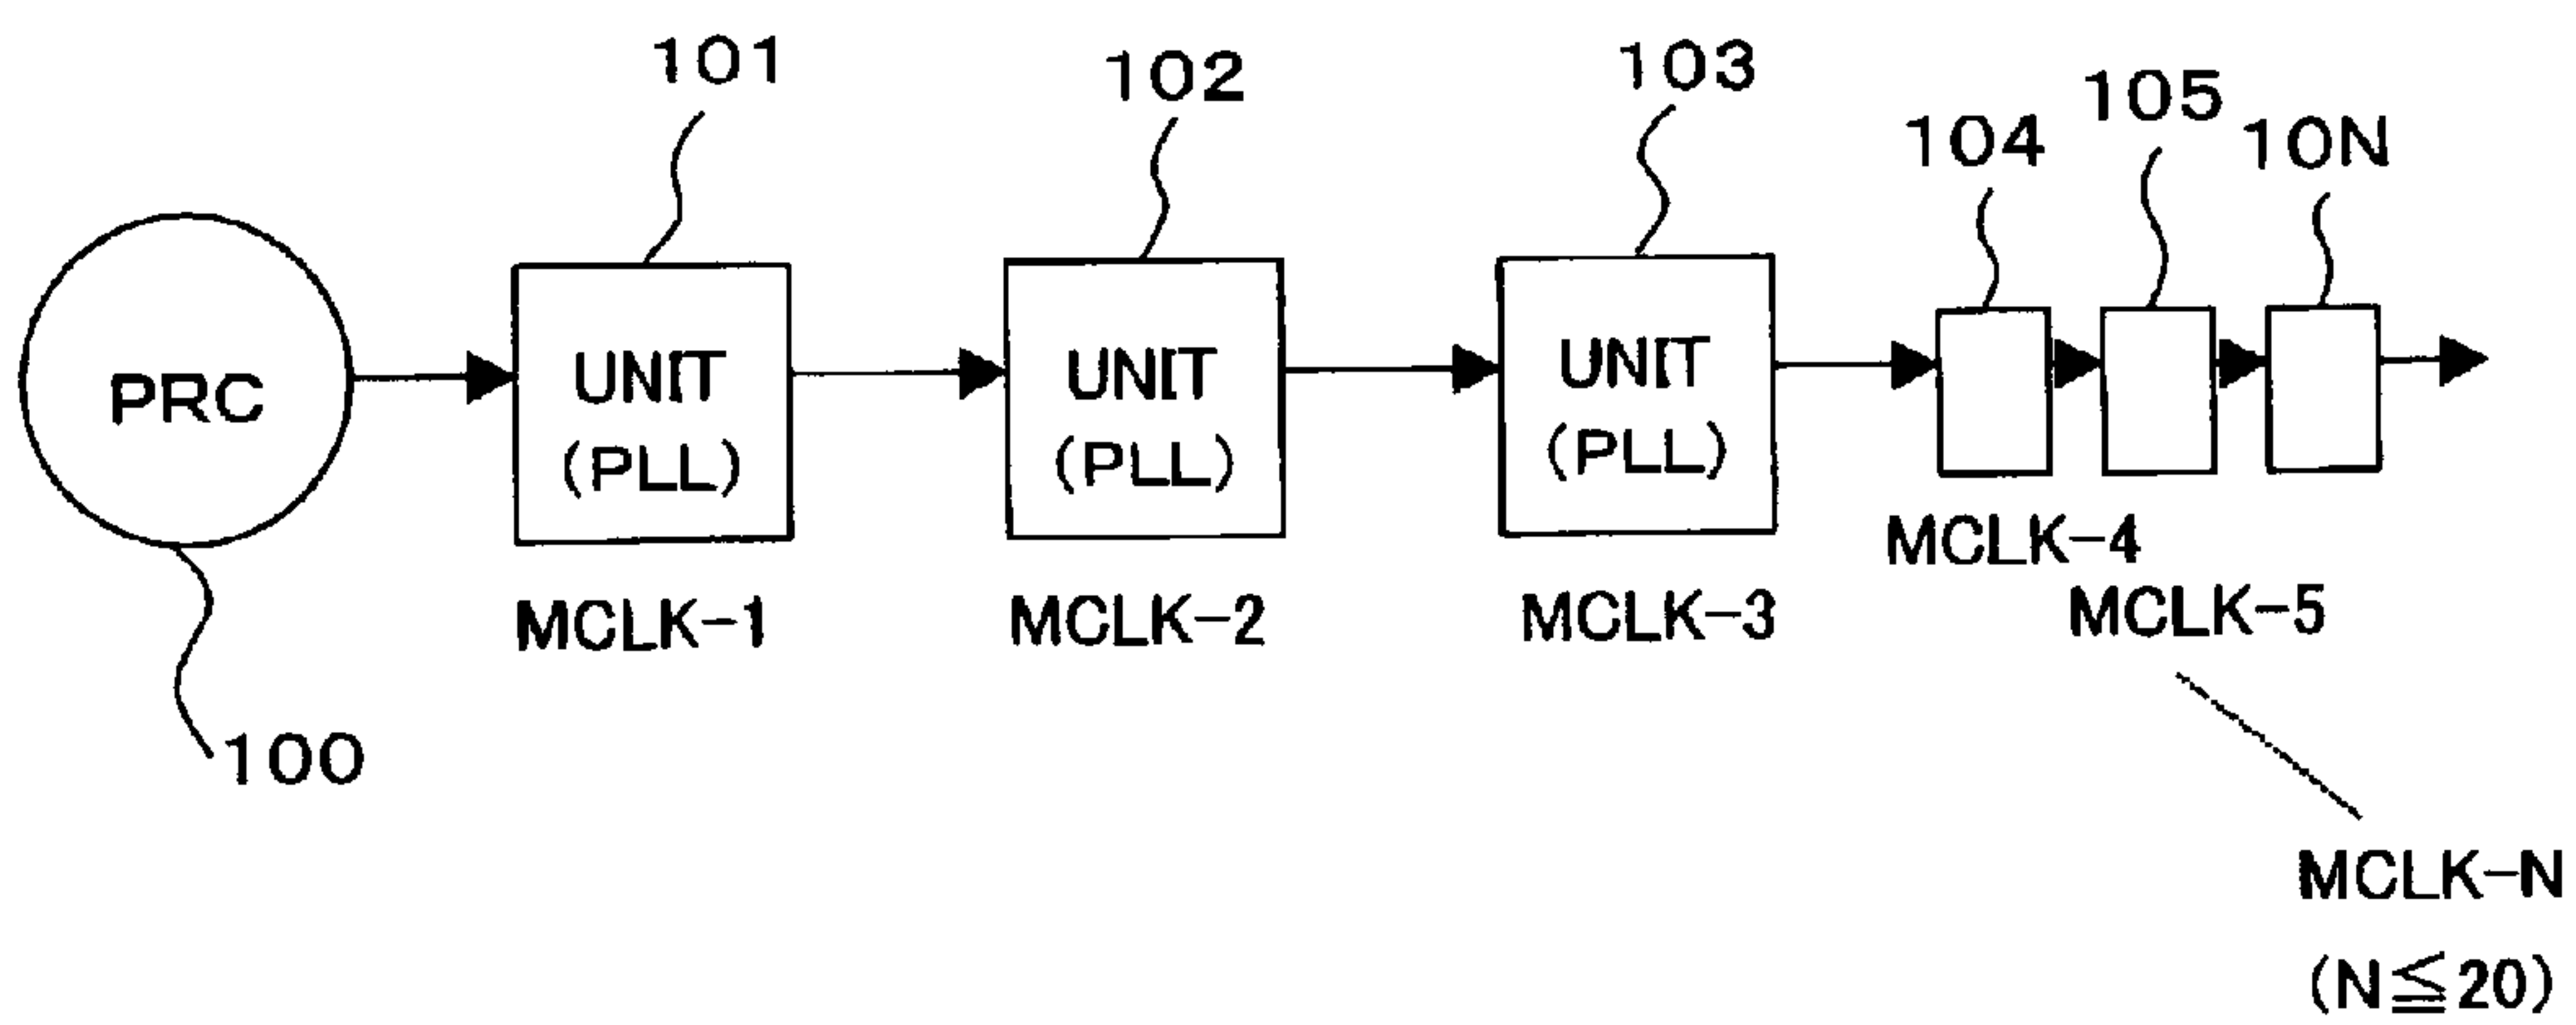 101
102
103
104
105
10N
PRC
UNIT
(PLL)
UNIT
(PLL)
UNIT
(PLL)
MCLK-1
MCLK-2
MCLK-3
MCLK-4
MCLK-5
100
MCLK-N
(N≦20)